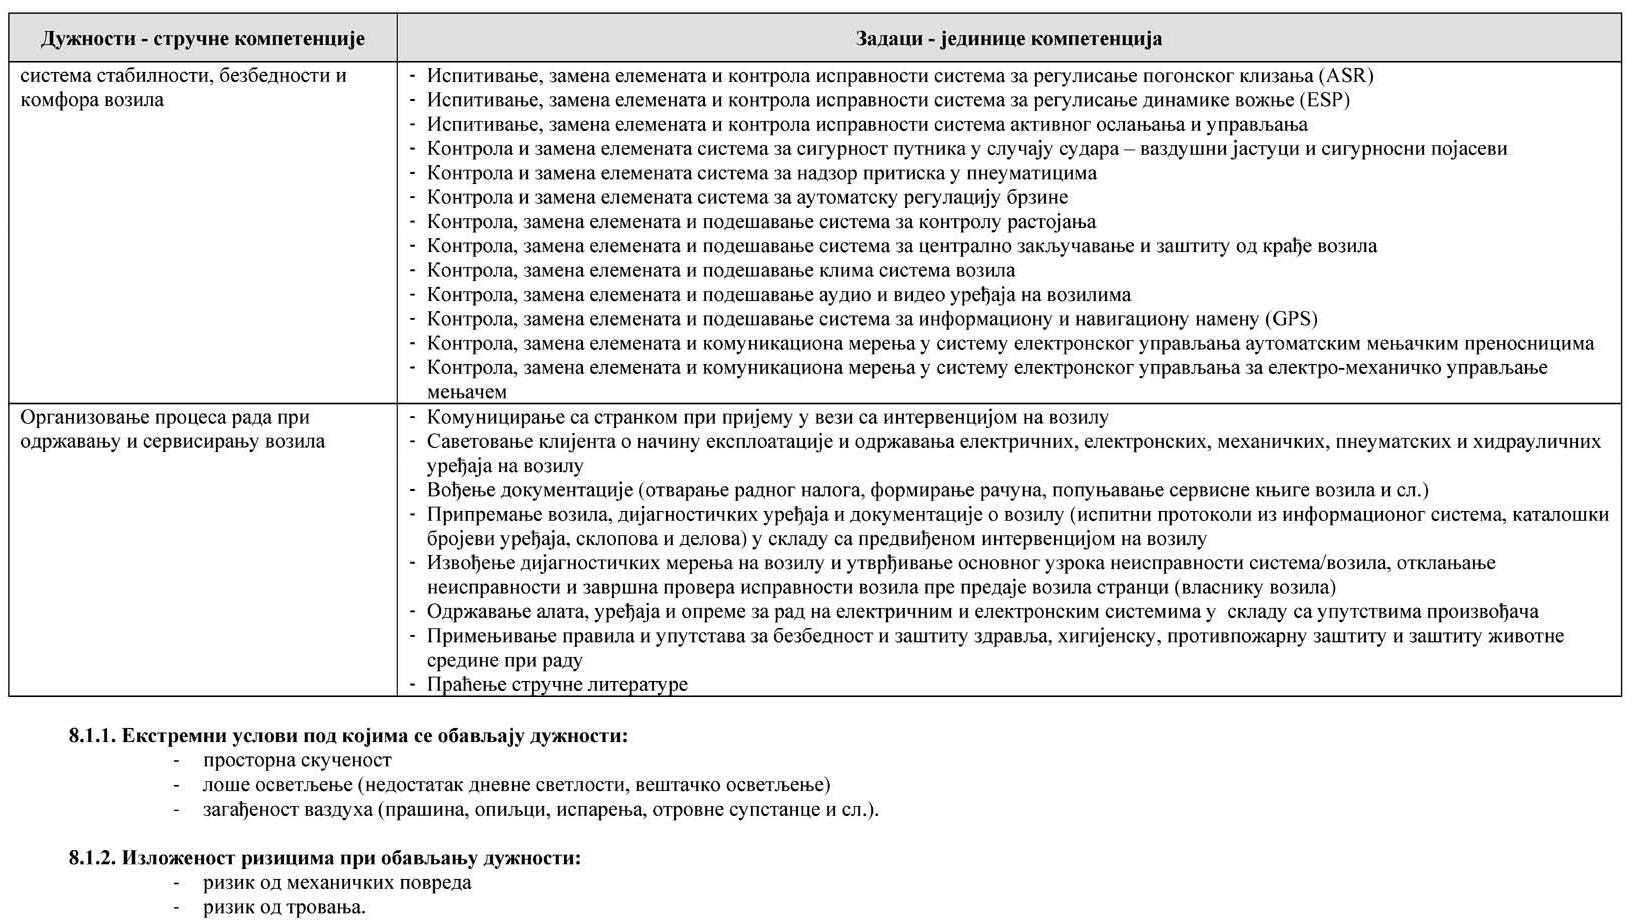 Дужности - стручне компетенције
Задаци - јединице компетенција
система стабилности, безбедности и
комфора возила
- Испитивање, замена елемената и контрола исправности система за регулисање погонског клизања (ASR)
- Испитивање, замена елемената и контрола исправности система за регулисање динамике вожње (ESP)
- Испитивање, замена елемената и контрола исправности система активног ослањања и управљања
- Контрола и замена елемената система за сигурност путника у случају судара – ваздушни јастуци и сигурносни појасеви
- Контрола и замена елемената система за надзор притиска у пнеуматицима
- Контрола и замена елемената система за аутоматску регулацију брзине
- Контрола, замена елемената и подешавање система за контролу растојања
- Контрола, замена елемената и подешавање система за централно закључавање и заштиту од крађе возила
- Контрола, замена елемената и подешавање клима система возила
- Контрола, замена елемената и подешавање аудио и видео уређаја на возилима
- Контрола, замена елемената и подешавање система за информациону и навигациону намену (GPS)
- Контрола, замена елемената и комуникациона мерења у систему електронског управљања аутоматским мењачким преносницима
- Контрола, замена елемената и комуникациона мерења у систему електронског управљања за електро-механичко управљање
мењачем
Организовање процеса рада при
одржавању и сервисирању возила
- Комуницирање са странком при пријему у вези са интервенцијом на возилу
- Саветовање клијента о начину експлоатације и одржавања електричних, електронских, механичких, пнеуматских и хидрауличних
уређаја на возилу
- Вођење документације (отварање радног налога, формирање рачуна, попуњавање сервисне књиге возила и сл.)
- Припремање возила, дијагностичких уређаја и документације о возилу (испитни протоколи из информационог система, каталошки
бројеви уређаја, склопова и делова) у складу са предвиђеном интервенцијом на возилу
- Извођење дијагностичких мерења на возилу и утврђивање основног узрока неисправности система/возила, отклањање
неисправности и завршна провера исправности возила пре предаје возила странци (власнику возила)
- Одржавање алата, уређаја и опреме за рад на електричним и електронским системима у складу са упутствима произвођача
- Примењивање правила и упутстава за безбедност и заштиту здравља, хигијенску, противпожарну заштиту и заштиту животне
средине при раду
- Праћење стручне литературе
8.1.1. Екстремни услови под којима се обављају дужности:
- просторна скученост
- лоше осветљење (недостатак дневне светлости, вештачко осветљење)
- загађеност ваздуха (прашина, опиљци, испарења, отровне супстанце и сл.).
8.1.2. Изложеност ризицима при обављању дужности:
- ризик од механичких повреда
- ризик од тровања.